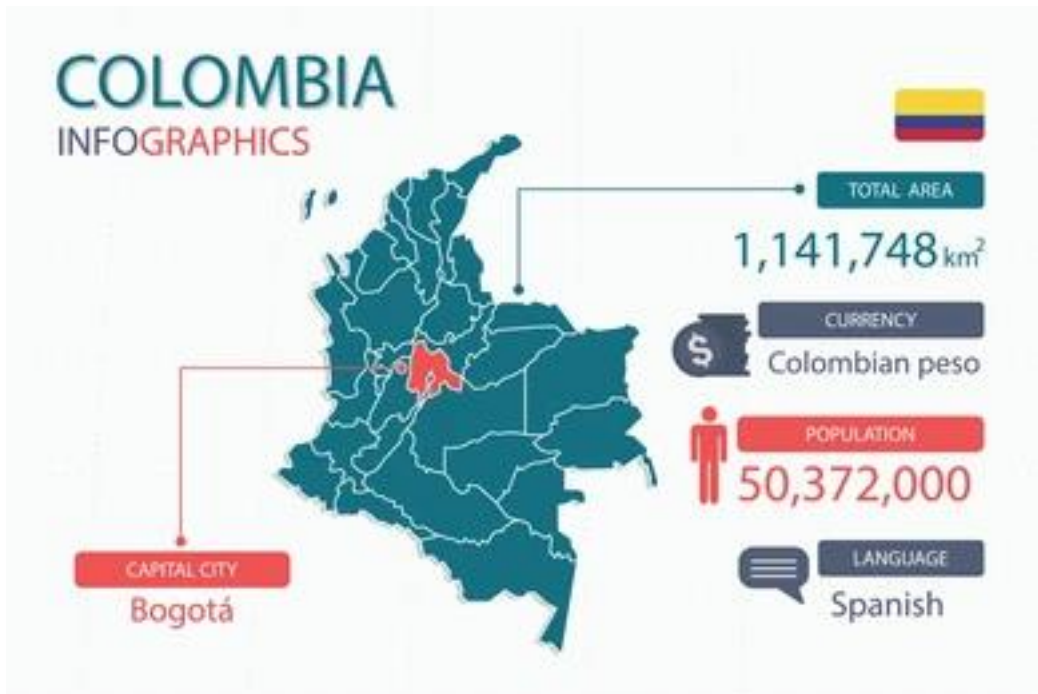 COLOMBIA
INFOGRAPHICS
TOTAL AREA
1,141,748 km²
CURRENCY
$
Colombian peso
POPULATION
50,372,000
LANGUAGE
Spanish
CAPITAL CITY
Bogotá